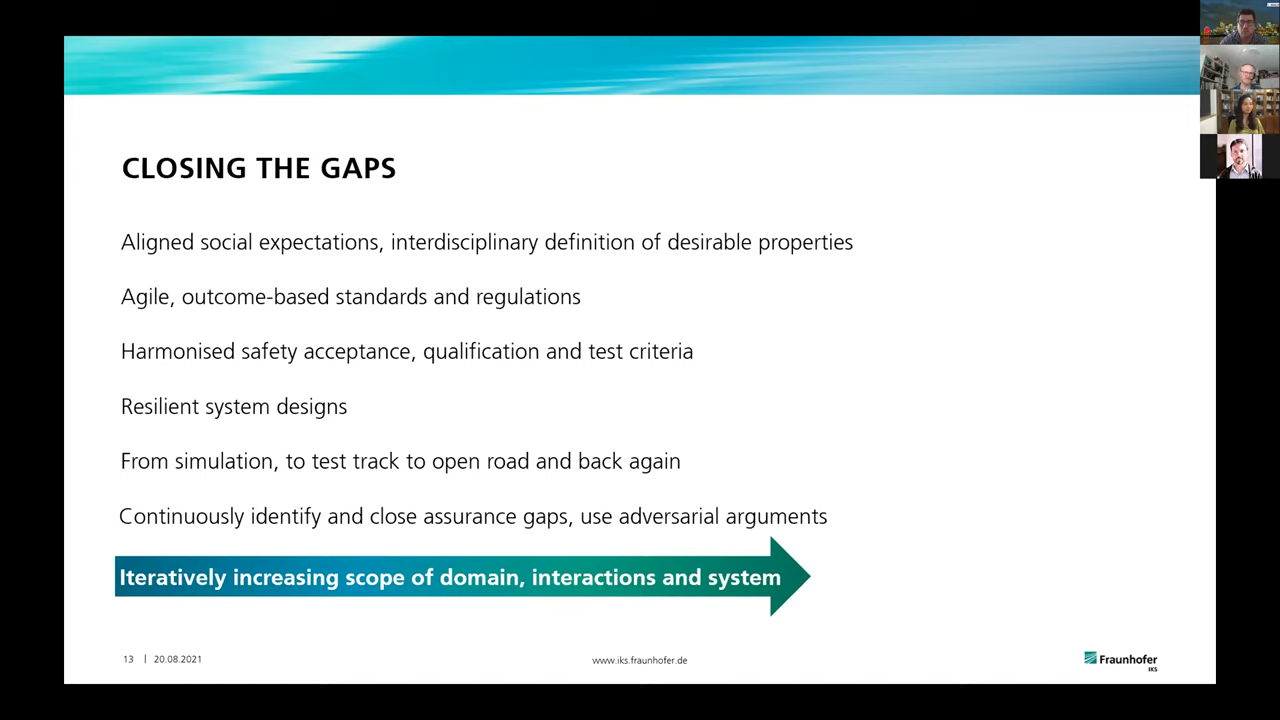 CLOSING THE GAPS
Aligned social expectations, interdisciplinary definition of desirable properties
Agile, outcome-based standards and regulations
Harmonised safety acceptance, qualification and test criteria
Resilient system designs
From simulation, to test track to open road and back again
Continuously identify and close assurance gaps, use adversarial arguments
Iteratively increasing scope of domain, interactions and system
13 | 20.08.2021
www.iks.fraunhofer.de
Fraunhofer
IKS